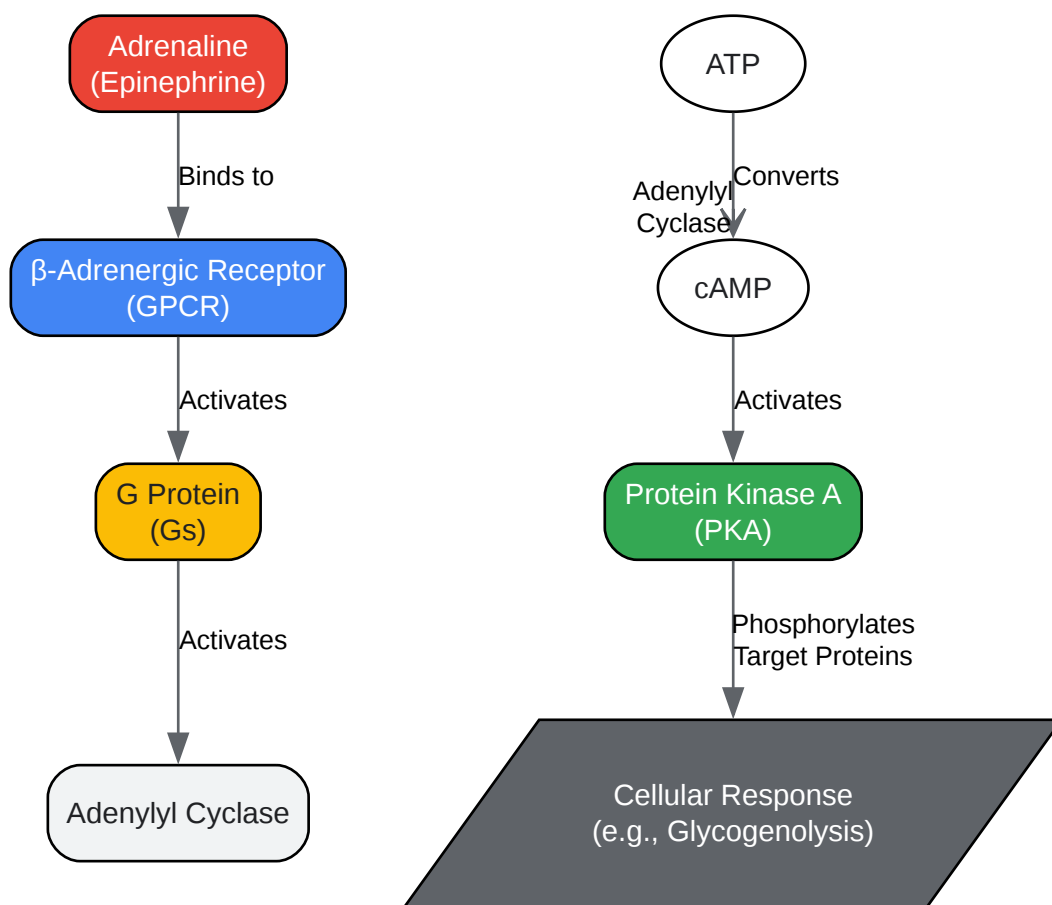 Adrenaline
(Epinephrine)
Binds to
β-Adrenergic Receptor
(GPCR)
Activates
G Protein
(Gs)
Activates
Adenylyl Cyclase
ATP
Converts
Adenylyl
Cyclase
cAMP
Activates
Protein Kinase A
(PKA)
Phosphorylates
Target Proteins
Cellular Response
(e.g., Glycogenolysis)